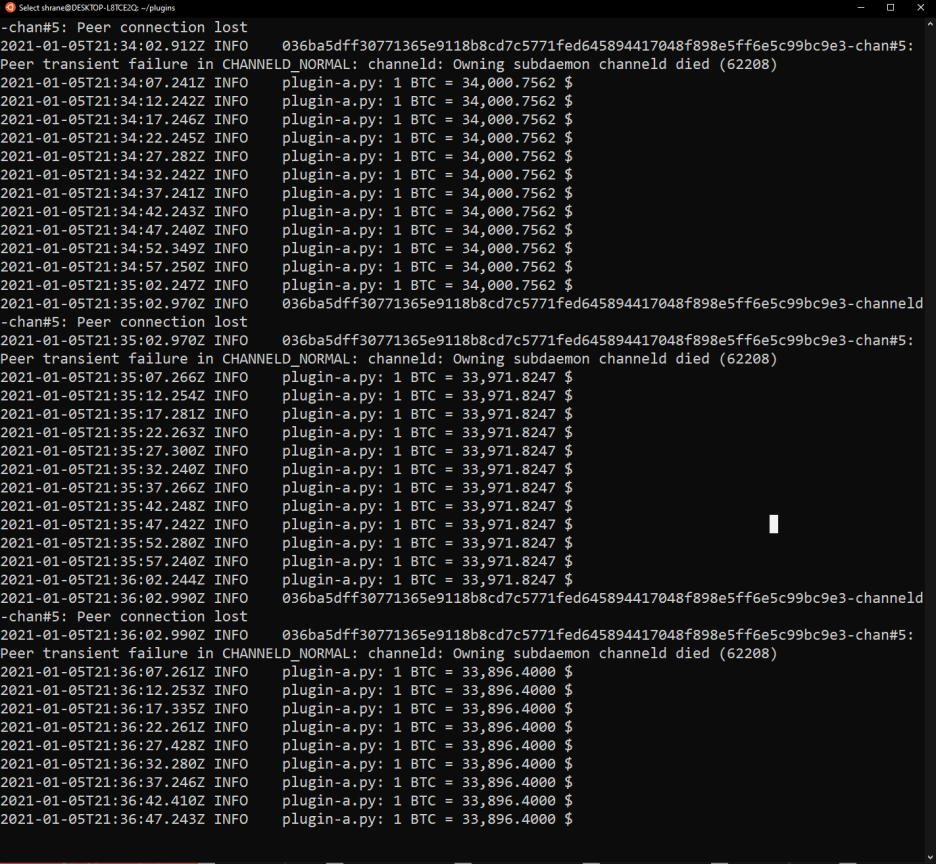 Select shrane@DESKTOP-L8TCE2Q: ~/plugins
-chan#5: Peer connection lost
2021-01-05T21:34:02.912Z INFO    036ba5dff30771365e9118b8cd7c5771fed645894417048f898e5ff6e5c99bc9e3-chan#5:
Peer transient failure in CHANNELD_NORMAL: channeld: Owning subdaemon channeld died (62208)
2021-01-05T21:34:07.241Z INFO    plugin-a.py: 1 BTC = 34,000.7562 $
2021-01-05T21:34:12.242Z INFO    plugin-a.py: 1 BTC = 34,000.7562 $
2021-01-05T21:34:17.246Z INFO    plugin-a.py: 1 BTC = 34,000.7562 $
2021-01-05T21:34:22.245Z INFO    plugin-a.py: 1 BTC = 34,000.7562 $
2021-01-05T21:34:27.282Z INFO    plugin-a.py: 1 BTC = 34,000.7562 $
2021-01-05T21:34:32.242Z INFO    plugin-a.py: 1 BTC = 34,000.7562 $
2021-01-05T21:34:37.241Z INFO    plugin-a.py: 1 BTC = 34,000.7562 $
2021-01-05T21:34:42.243Z INFO    plugin-a.py: 1 BTC = 34,000.7562 $
2021-01-05T21:34:47.240Z INFO    plugin-a.py: 1 BTC = 34,000.7562 $
2021-01-05T21:34:52.349Z INFO    plugin-a.py: 1 BTC = 34,000.7562 $
2021-01-05T21:34:57.250Z INFO    plugin-a.py: 1 BTC = 34,000.7562 $
2021-01-05T21:35:02.247Z INFO    plugin-a.py: 1 BTC = 34,000.7562 $
2021-01-05T21:35:02.970Z INFO    036ba5dff30771365e9118b8cd7c5771fed645894417048f898e5ff6e5c99bc9e3-channeld
-chan#5: Peer connection lost
2021-01-05T21:35:02.970Z INFO    036ba5dff30771365e9118b8cd7c5771fed645894417048f898e5ff6e5c99bc9e3-chan#5:
Peer transient failure in CHANNELD_NORMAL: channeld: Owning subdaemon channeld died (62208)
2021-01-05T21:35:07.266Z INFO    plugin-a.py: 1 BTC = 33,971.8247 $
2021-01-05T21:35:12.254Z INFO    plugin-a.py: 1 BTC = 33,971.8247 $
2021-01-05T21:35:17.281Z INFO    plugin-a.py: 1 BTC = 33,971.8247 $
2021-01-05T21:35:22.263Z INFO    plugin-a.py: 1 BTC = 33,971.8247 $
2021-01-05T21:35:27.300Z INFO    plugin-a.py: 1 BTC = 33,971.8247 $
2021-01-05T21:35:32.240Z INFO    plugin-a.py: 1 BTC = 33,971.8247 $
2021-01-05T21:35:37.266Z INFO    plugin-a.py: 1 BTC = 33,971.8247 $
2021-01-05T21:35:42.248Z INFO    plugin-a.py: 1 BTC = 33,971.8247 $
2021-01-05T21:35:47.242Z INFO    plugin-a.py: 1 BTC = 33,971.8247 $
2021-01-05T21:35:52.280Z INFO    plugin-a.py: 1 BTC = 33,971.8247 $
2021-01-05T21:35:57.240Z INFO    plugin-a.py: 1 BTC = 33,971.8247 $
2021-01-05T21:36:02.244Z INFO    plugin-a.py: 1 BTC = 33,971.8247 $
2021-01-05T21:36:02.990Z INFO    036ba5dff30771365e9118b8cd7c5771fed645894417048f898e5ff6e5c99bc9e3-channeld
-chan#5: Peer connection lost
2021-01-05T21:36:02.990Z INFO    036ba5dff30771365e9118b8cd7c5771fed645894417048f898e5ff6e5c99bc9e3-chan#5:
Peer transient failure in CHANNELD_NORMAL: channeld: Owning subdaemon channeld died (62208)
2021-01-05T21:36:07.261Z INFO    plugin-a.py: 1 BTC = 33,896.4000 $
2021-01-05T21:36:12.253Z INFO    plugin-a.py: 1 BTC = 33,896.4000 $
2021-01-05T21:36:17.335Z INFO    plugin-a.py: 1 BTC = 33,896.4000 $
2021-01-05T21:36:22.261Z INFO    plugin-a.py: 1 BTC = 33,896.4000 $
2021-01-05T21:36:27.428Z INFO    plugin-a.py: 1 BTC = 33,896.4000 $
2021-01-05T21:36:32.280Z INFO    plugin-a.py: 1 BTC = 33,896.4000 $
2021-01-05T21:36:37.246Z INFO    plugin-a.py: 1 BTC = 33,896.4000 $
2021-01-05T21:36:42.410Z INFO    plugin-a.py: 1 BTC = 33,896.4000 $
2021-01-05T21:36:47.243Z INFO    plugin-a.py: 1 BTC = 33,896.4000 $